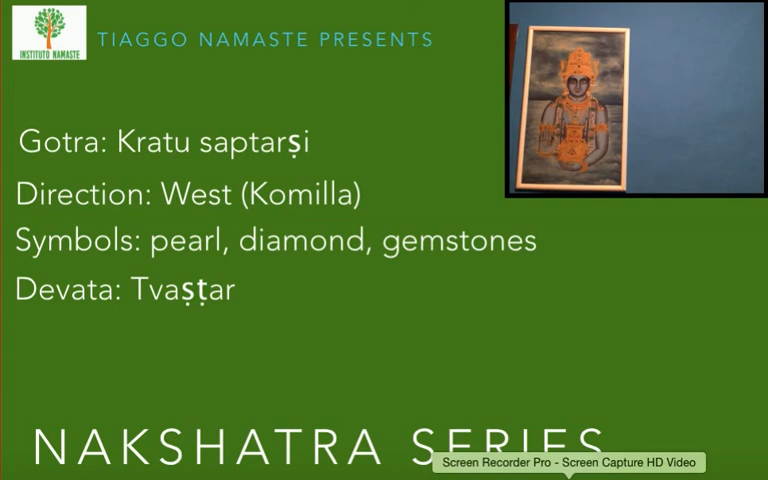 INSTITUTO NAMASTE
TIAGGO NAMASTE PRESENTS
Gotra: Kratu saptarṣi
Direction: West (Komilla)
Symbols: pearl, diamond, gemstones
Devata: Tvaṣṭar
NAKSHATRA SERIES
Screen Recorder Pro - Screen Capture HD Video